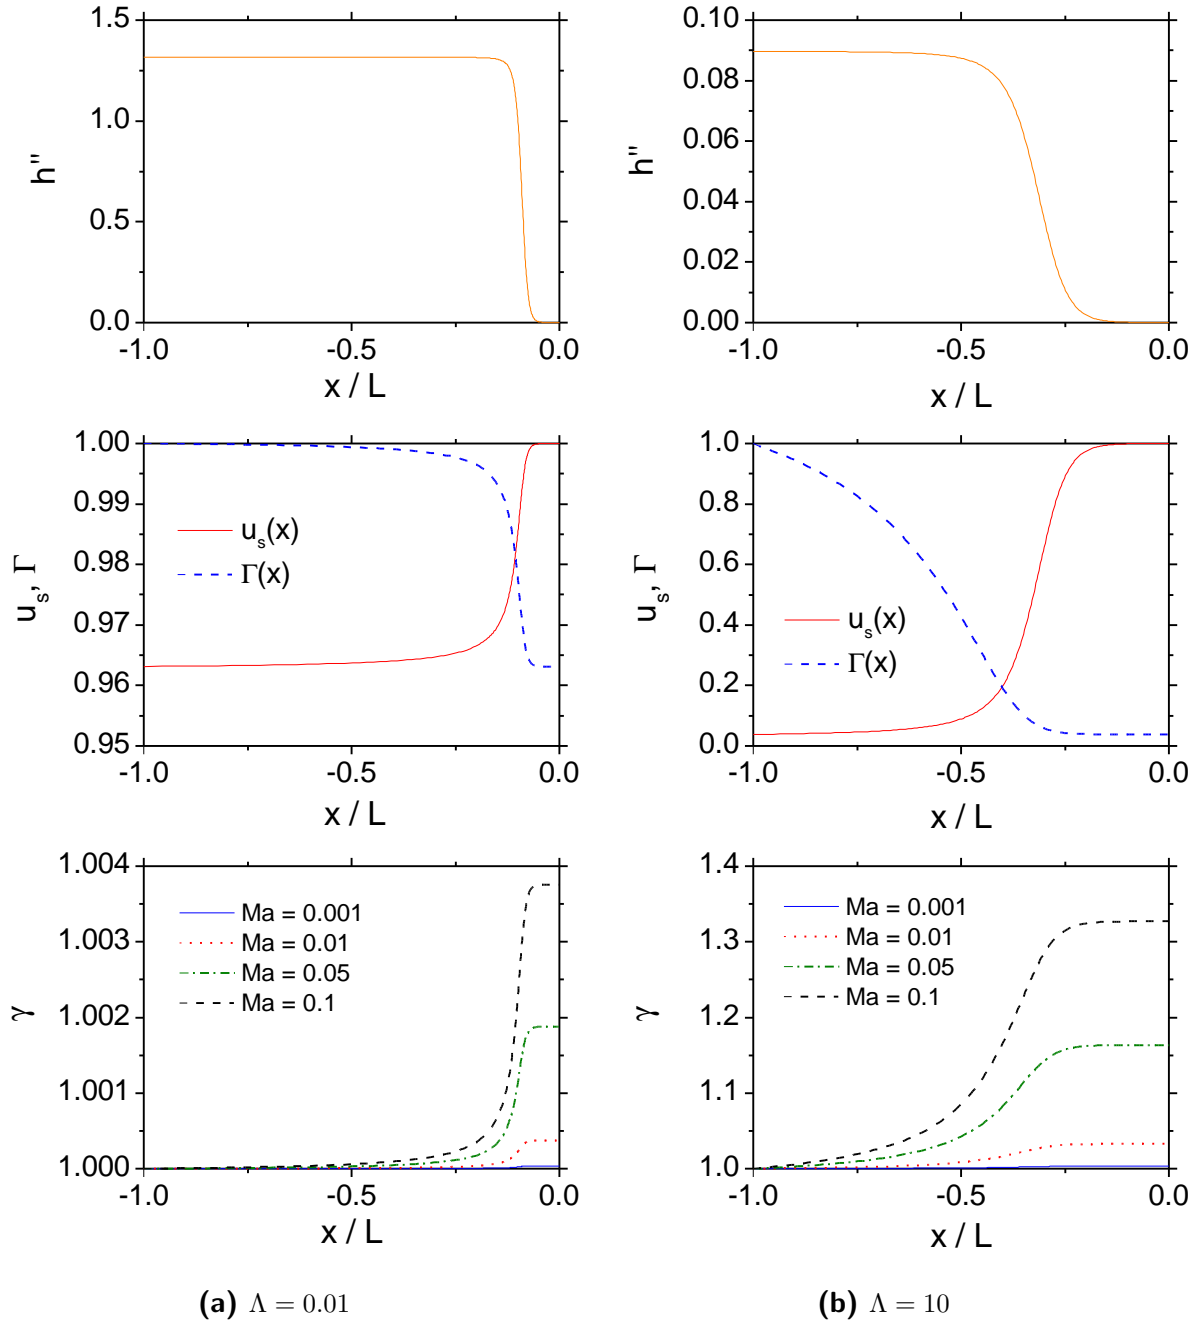 1.5
1.0
0.5
0.0
h''
-1.0 -0.5 0.0
x / L
0.10
0.08
0.06
0.04
0.02
0.00
h''
-1.0 -0.5 0.0
x / L
1.00
0.99
0.98
0.97
0.96
0.95
u_s, Γ
u_s(x)
Γ(x)
-1.0 -0.5 0.0
x / L
1.0
0.8
0.6
0.4
0.2
0.0
u_s, Γ
u_s(x)
Γ(x)
-1.0 -0.5 0.0
x / L
1.004
1.003
1.002
1.001
1.000
γ
Ma = 0.001
Ma = 0.01
Ma = 0.05
Ma = 0.1
-1.0 -0.5 0.0
x / L
1.4
1.3
1.2
1.1
1.0
γ
Ma = 0.001
Ma = 0.01
Ma = 0.05
Ma = 0.1
-1.0 -0.5 0.0
x / L
(a) Λ = 0.01
(b) Λ = 10